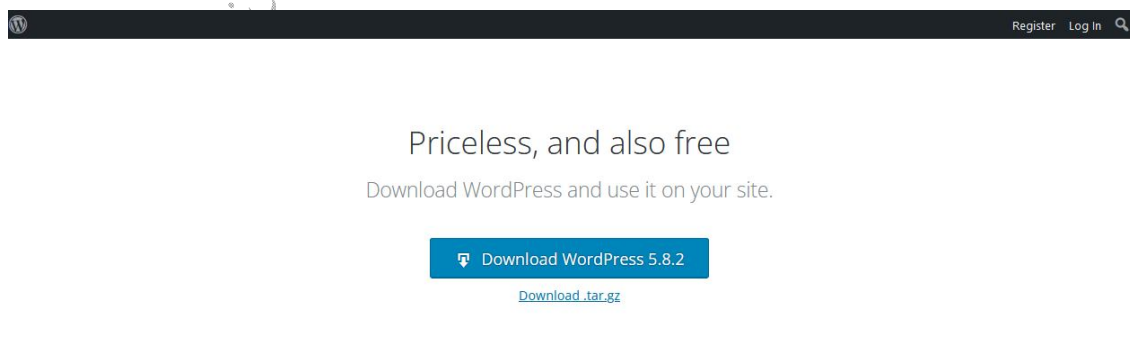 Register Log In
Priceless, and also free
Download WordPress and use it on your site.
Download WordPress 5.8.2
Download .tar.gz